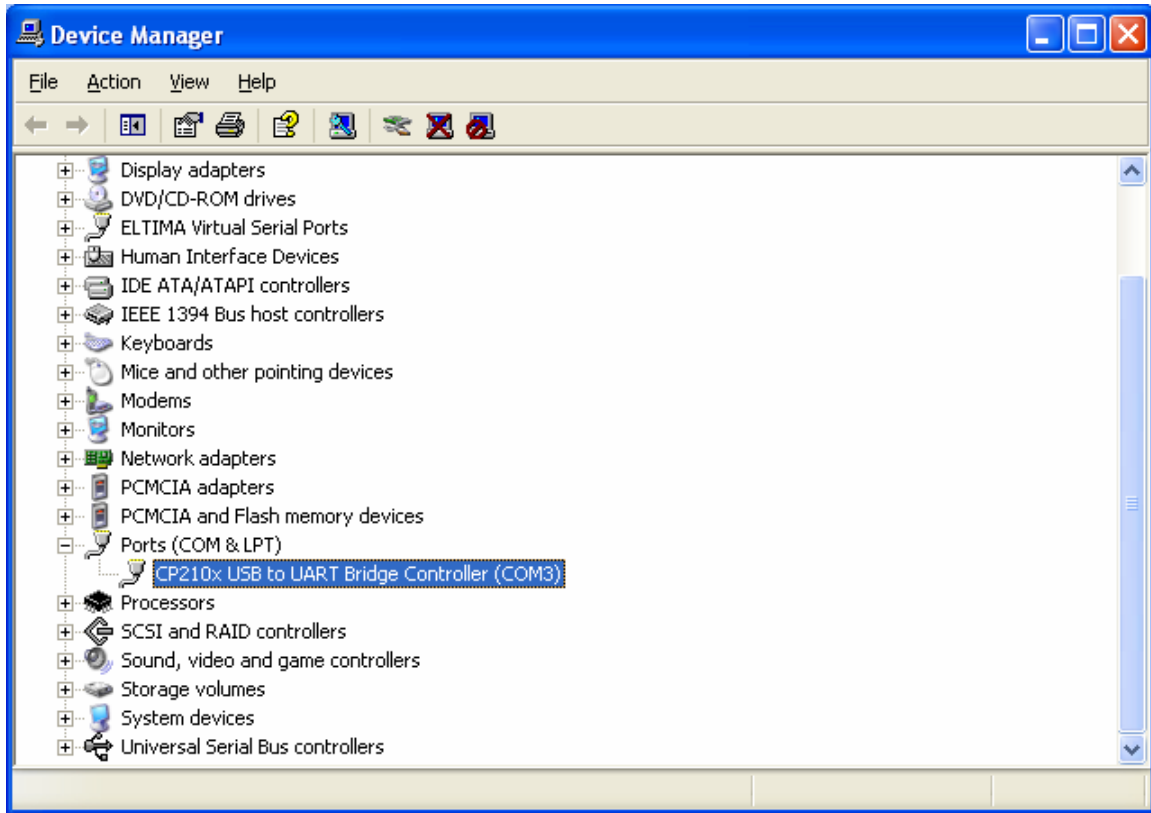 Device Manager
File Action View Help
Display adapters
DVD/CD-ROM drives
ELTIMA Virtual Serial Ports
Human Interface Devices
IDE ATA/ATAPI controllers
IEEE 1394 Bus host controllers
Keyboards
Mice and other pointing devices
Modems
Monitors
Network adapters
PCMCIA adapters
PCMCIA and Flash memory devices
Ports (COM & LPT)
CP210x USB to UART Bridge Controller (COM3)
Processors
SCSI and RAID controllers
Sound, video and game controllers
Storage volumes
System devices
Universal Serial Bus controllers